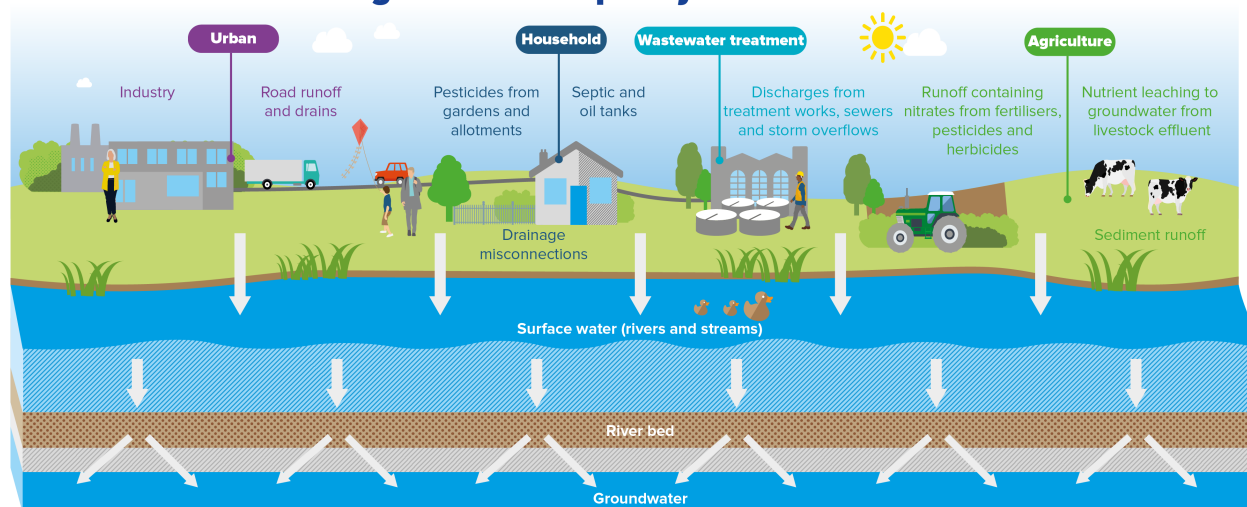 Urban
Household
Wastewater treatment
Agriculture
Industry
Road runoff
and drains
Pesticides from
gardens and
allotments
Septic and
oil tanks
Discharges from
treatment works, sewers
and storm overflows
Runoff containing
nitrates from fertilisers,
pesticides and
herbicides
Nutrient leaching to
groundwater from
livestock effluent
Drainage
misconnections
Sediment runoff
Surface water (rivers and streams)
River bed
Groundwater